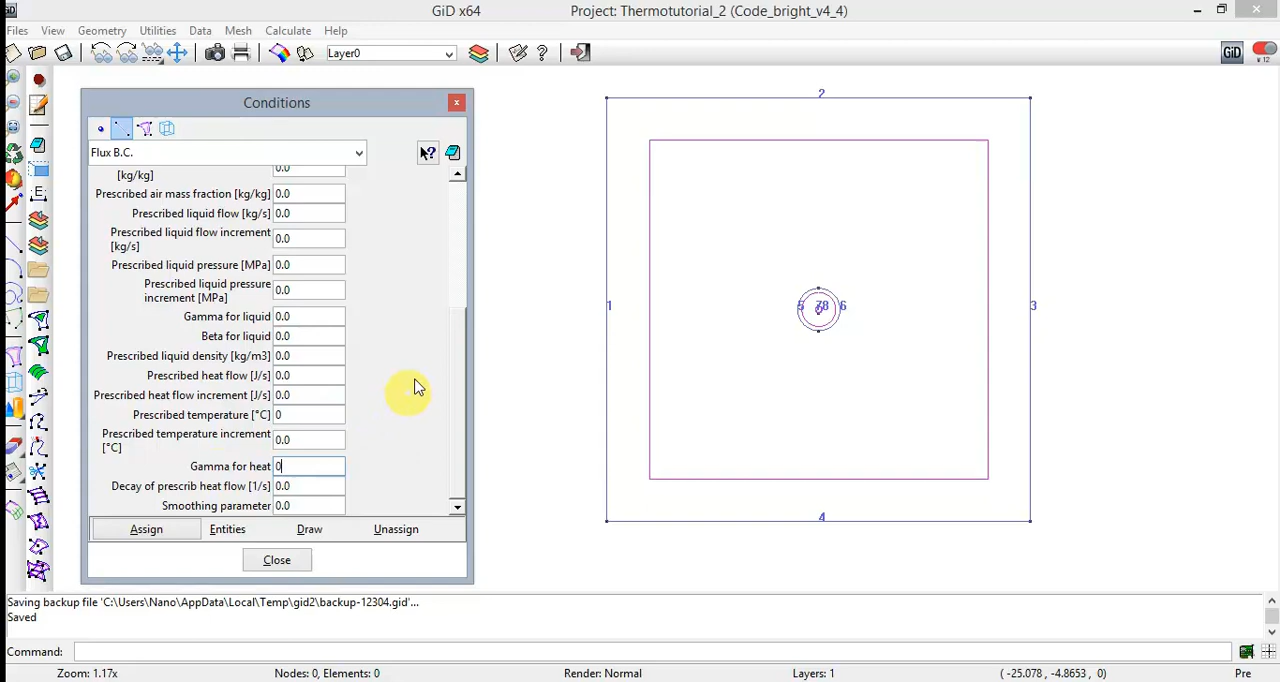 GiD x64 Project: Thermotutorial_2 (Code_bright_v4_4)
Files View Geometry Utilities Data Mesh Calculate Help
Layer0
GiD
v 12
Conditions
Flux B.C.
[kg/kg] 0.0
Prescribed air mass fraction [kg/kg] 0.0
Prescribed liquid flow [kg/s] 0.0
Prescribed liquid flow increment
[kg/s] 0.0
Prescribed liquid pressure [MPa] 0.0
Prescribed liquid pressure
increment [MPa] 0.0
Gamma for liquid 0.0
Beta for liquid 0.0
Prescribed liquid density [kg/m3] 0.0
Prescribed heat flow [J/s] 0.0
Prescribed heat flow increment [J/s] 0.0
Prescribed temperature [°C] 0
Prescribed temperature increment
[°C] 0.0
Gamma for heat 0
Decay of prescrib heat flow [1/s] 0.0
Smoothing parameter 0.0
Assign Entities Draw Unassign
Close
2
1 5 78 6 3
4
Saving backup file 'C:\Users\Nano\AppData\Local\Temp\gid2\backup-12304.gid'...
Saved
Command:
Zoom: 1.17x Nodes: 0, Elements: 0 Render: Normal Layers: 1 (-25.078, -4.8653, 0) Pre